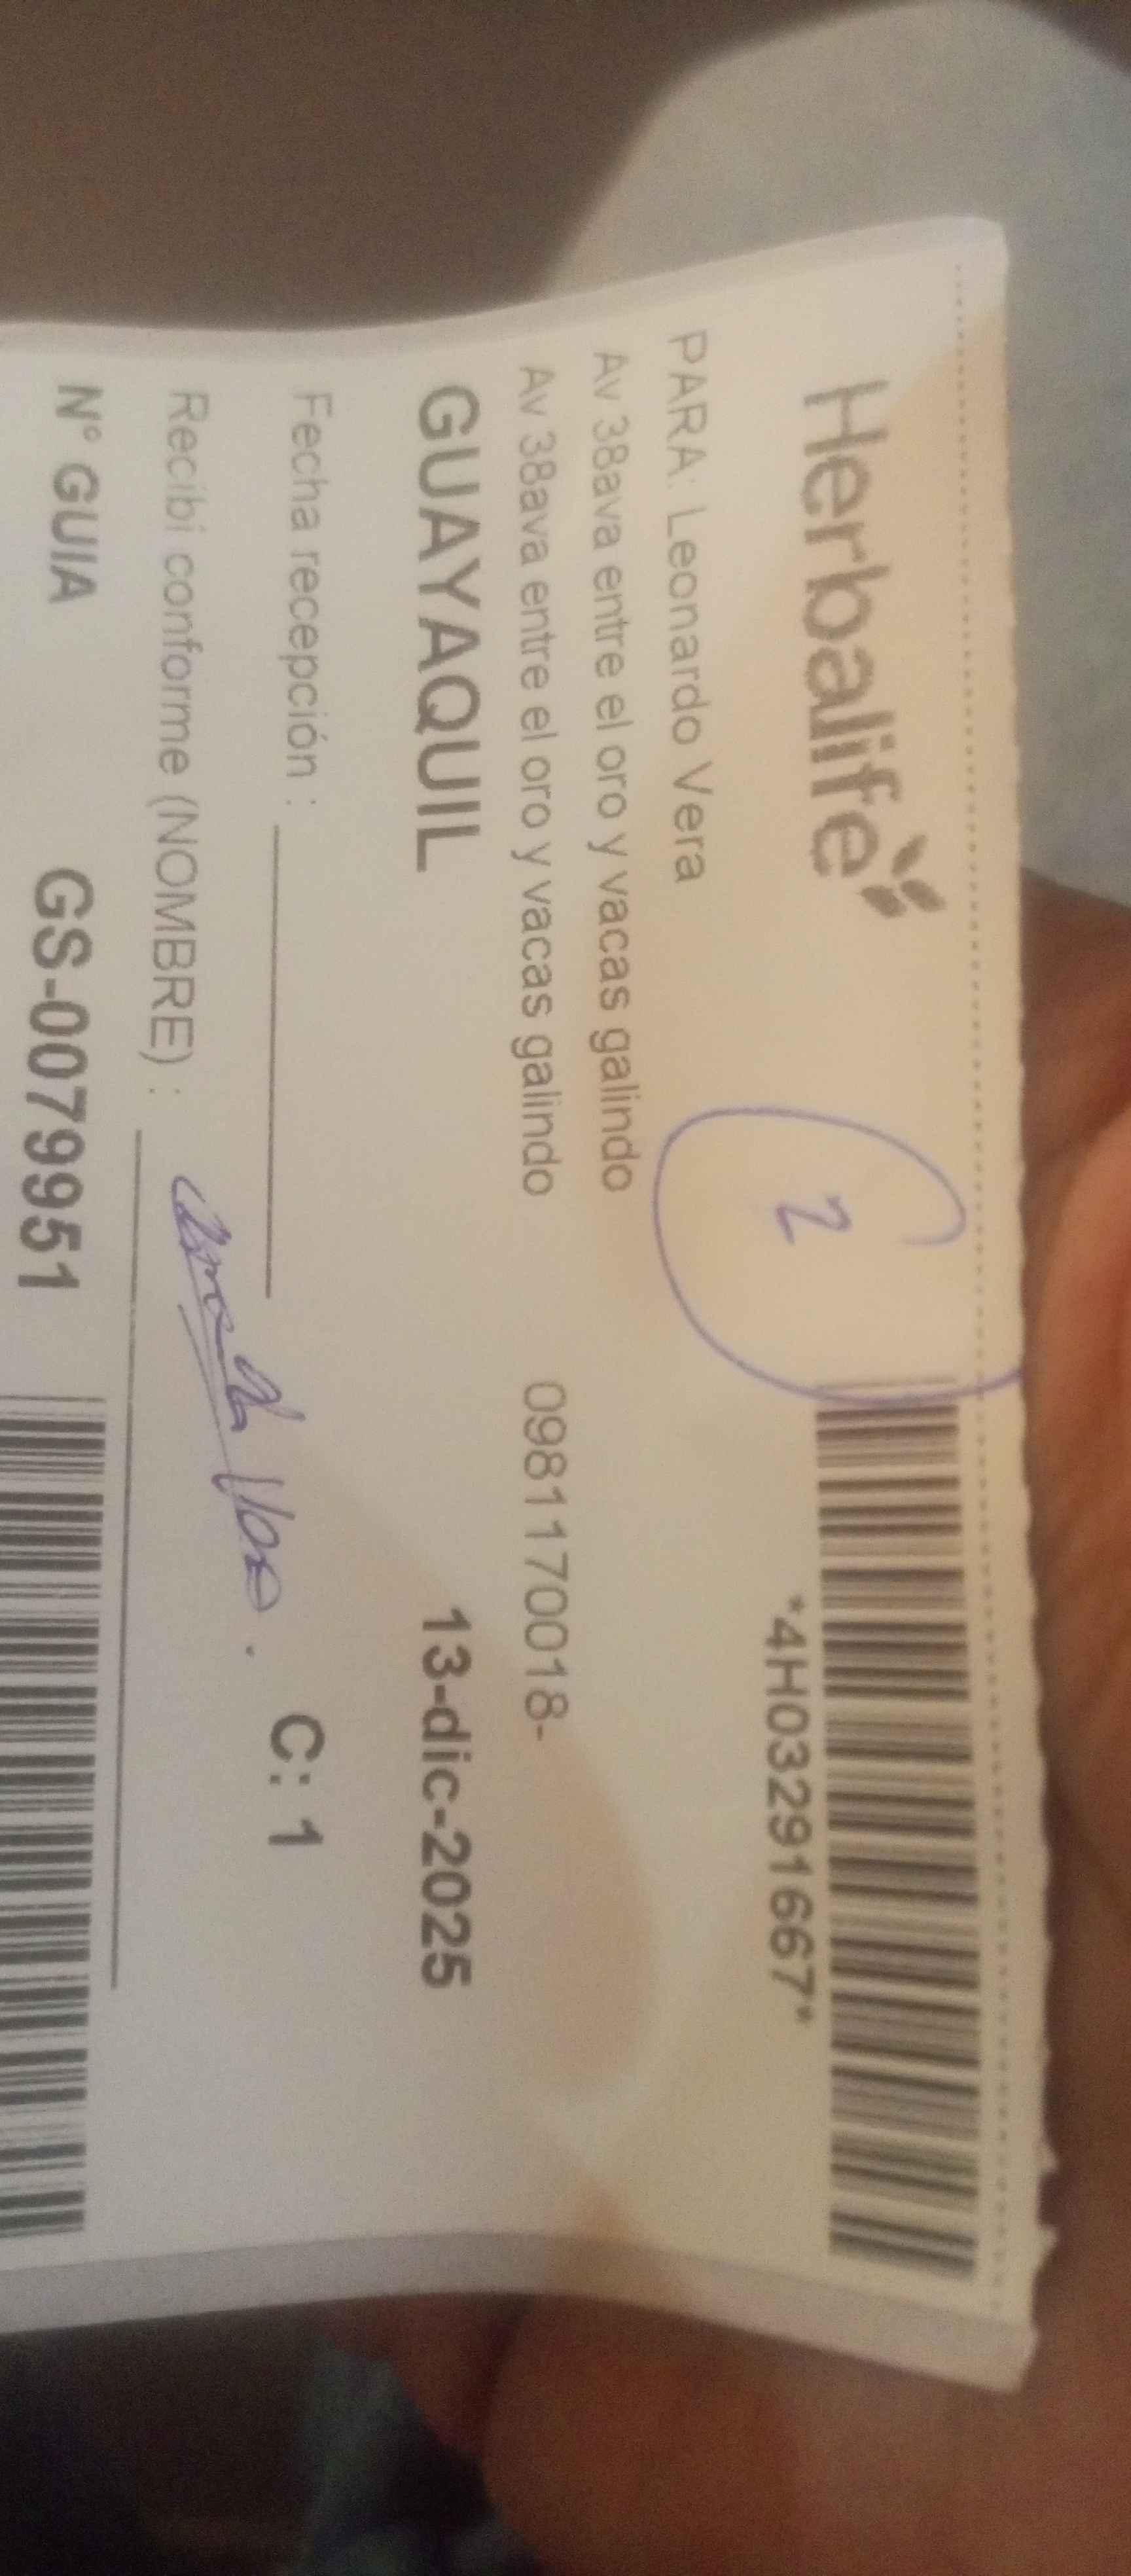 Herbalife
2
*4H03291667*
PARA: Leonardo Vera
Av 38ava entre el oro y vacas galindo
Av 38ava entre el oro y vacas galindo 0981170018-
GUAYAQUIL 13-dic-2025
Fecha recepción :
C: 1
Recibi conforme (NOMBRE) :
N° GUIA GS-0079951